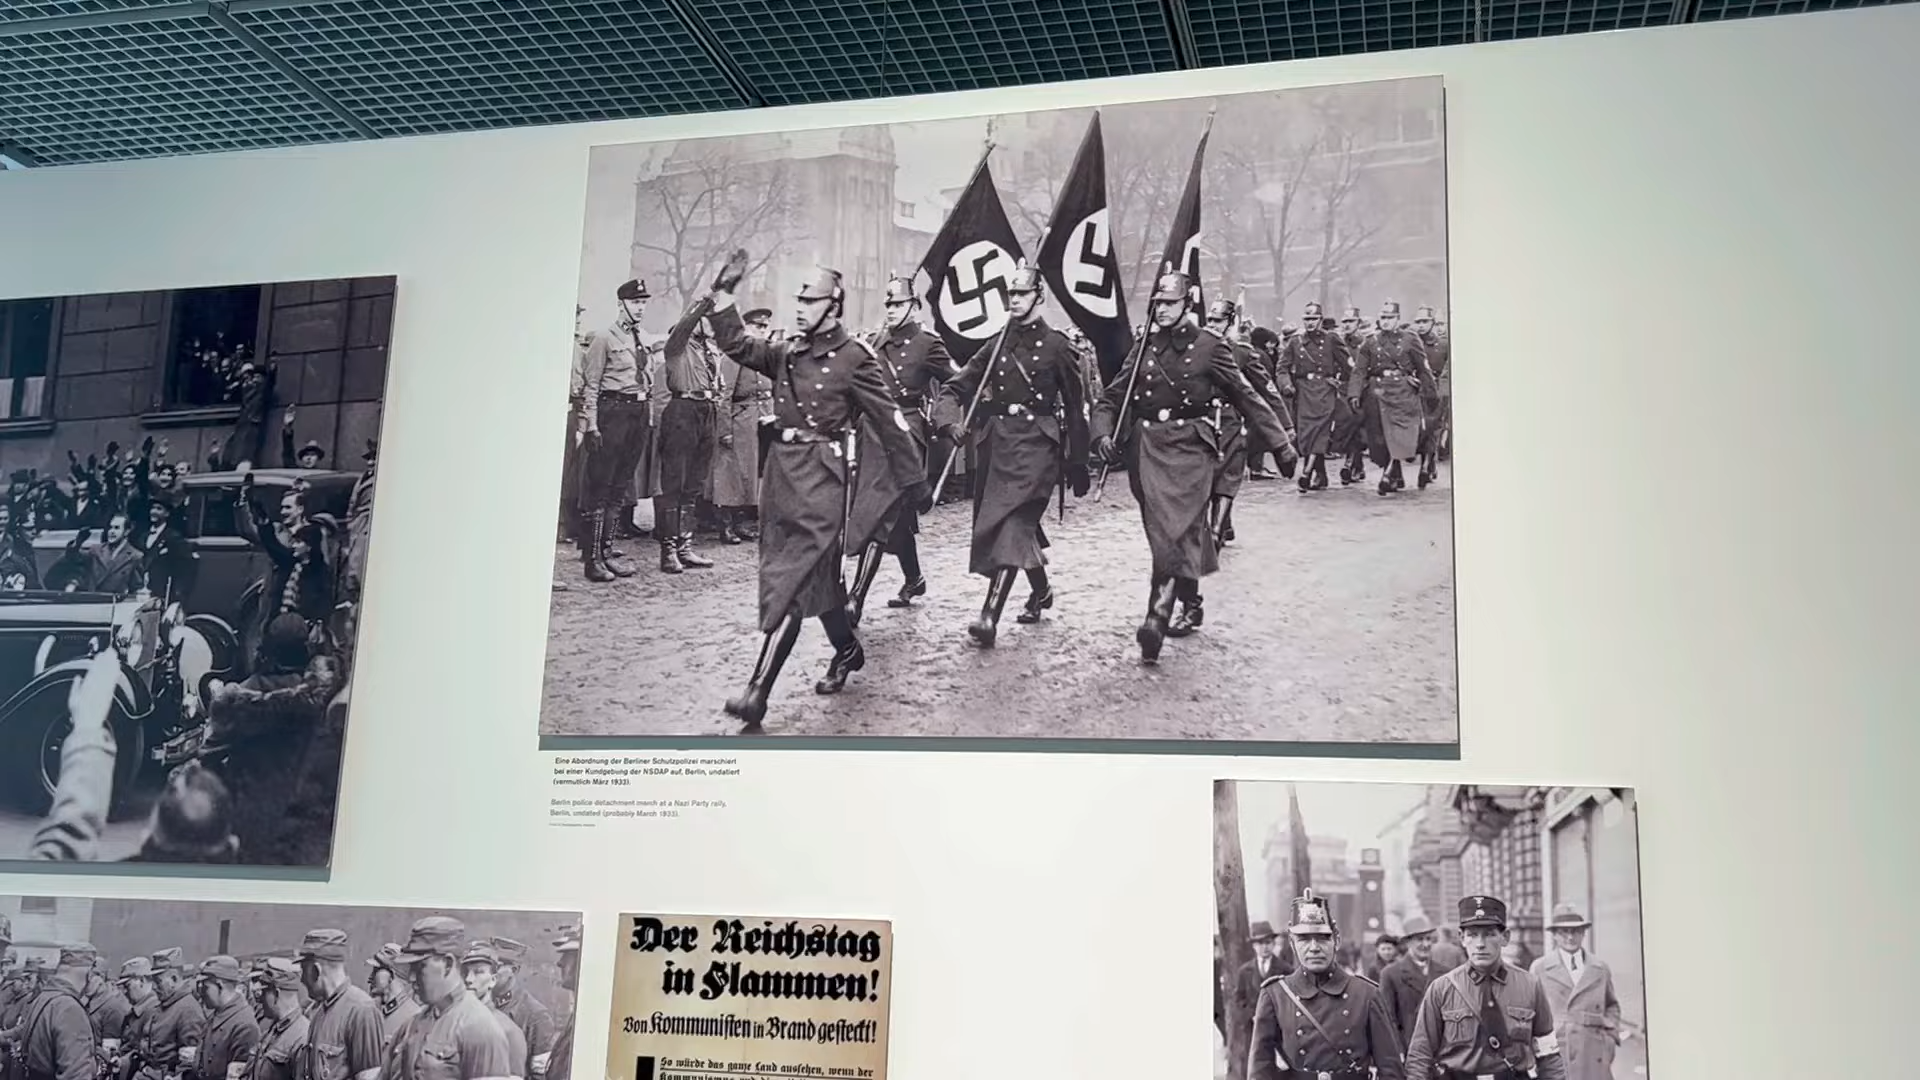 Eine Abordnung der Berliner Schutzpolizei marschiert
bei einer Kundgebung der NSDAP auf, Berlin, undatiert
(vermutlich März 1933).
Berlin police detachment march at a Nazi Party rally,
Berlin, undated (probably March 1933).
Der Reichstag
in Flammen!
Von Kommunisten in Brand gesteckt!
So würde das ganze Land aussehen, wenn der